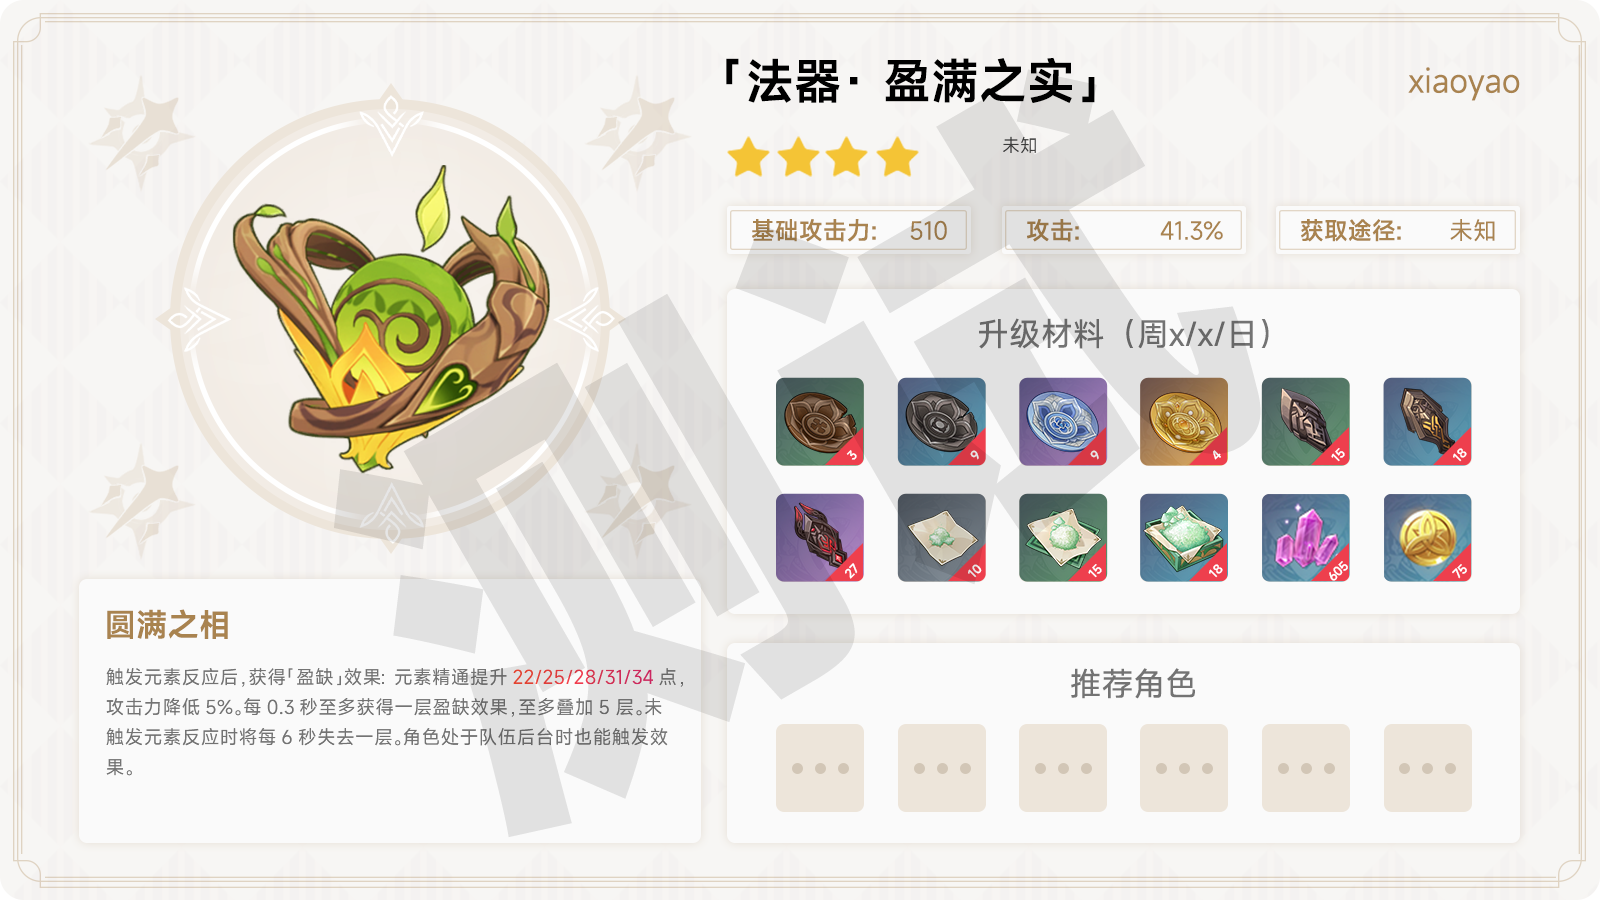 「法器· 盈满之实」
xiaoyao
未知
基础攻击力: 510
攻击: 41.3%
获取途径: 未知
升级材料（周x/x/日）
3
9
9
4
15
18
27
10
15
18
605
75
圆满之相
触发元素反应后,获得「盈缺」效果: 元素精通提升 22/25/28/31/34 点,
攻击力降低 5%。每 0.3 秒至多获得一层盈缺效果,至多叠加 5 层。未
触发元素反应时将每 6 秒失去一层。角色处于队伍后台时也能触发效
果。
推荐角色
测试